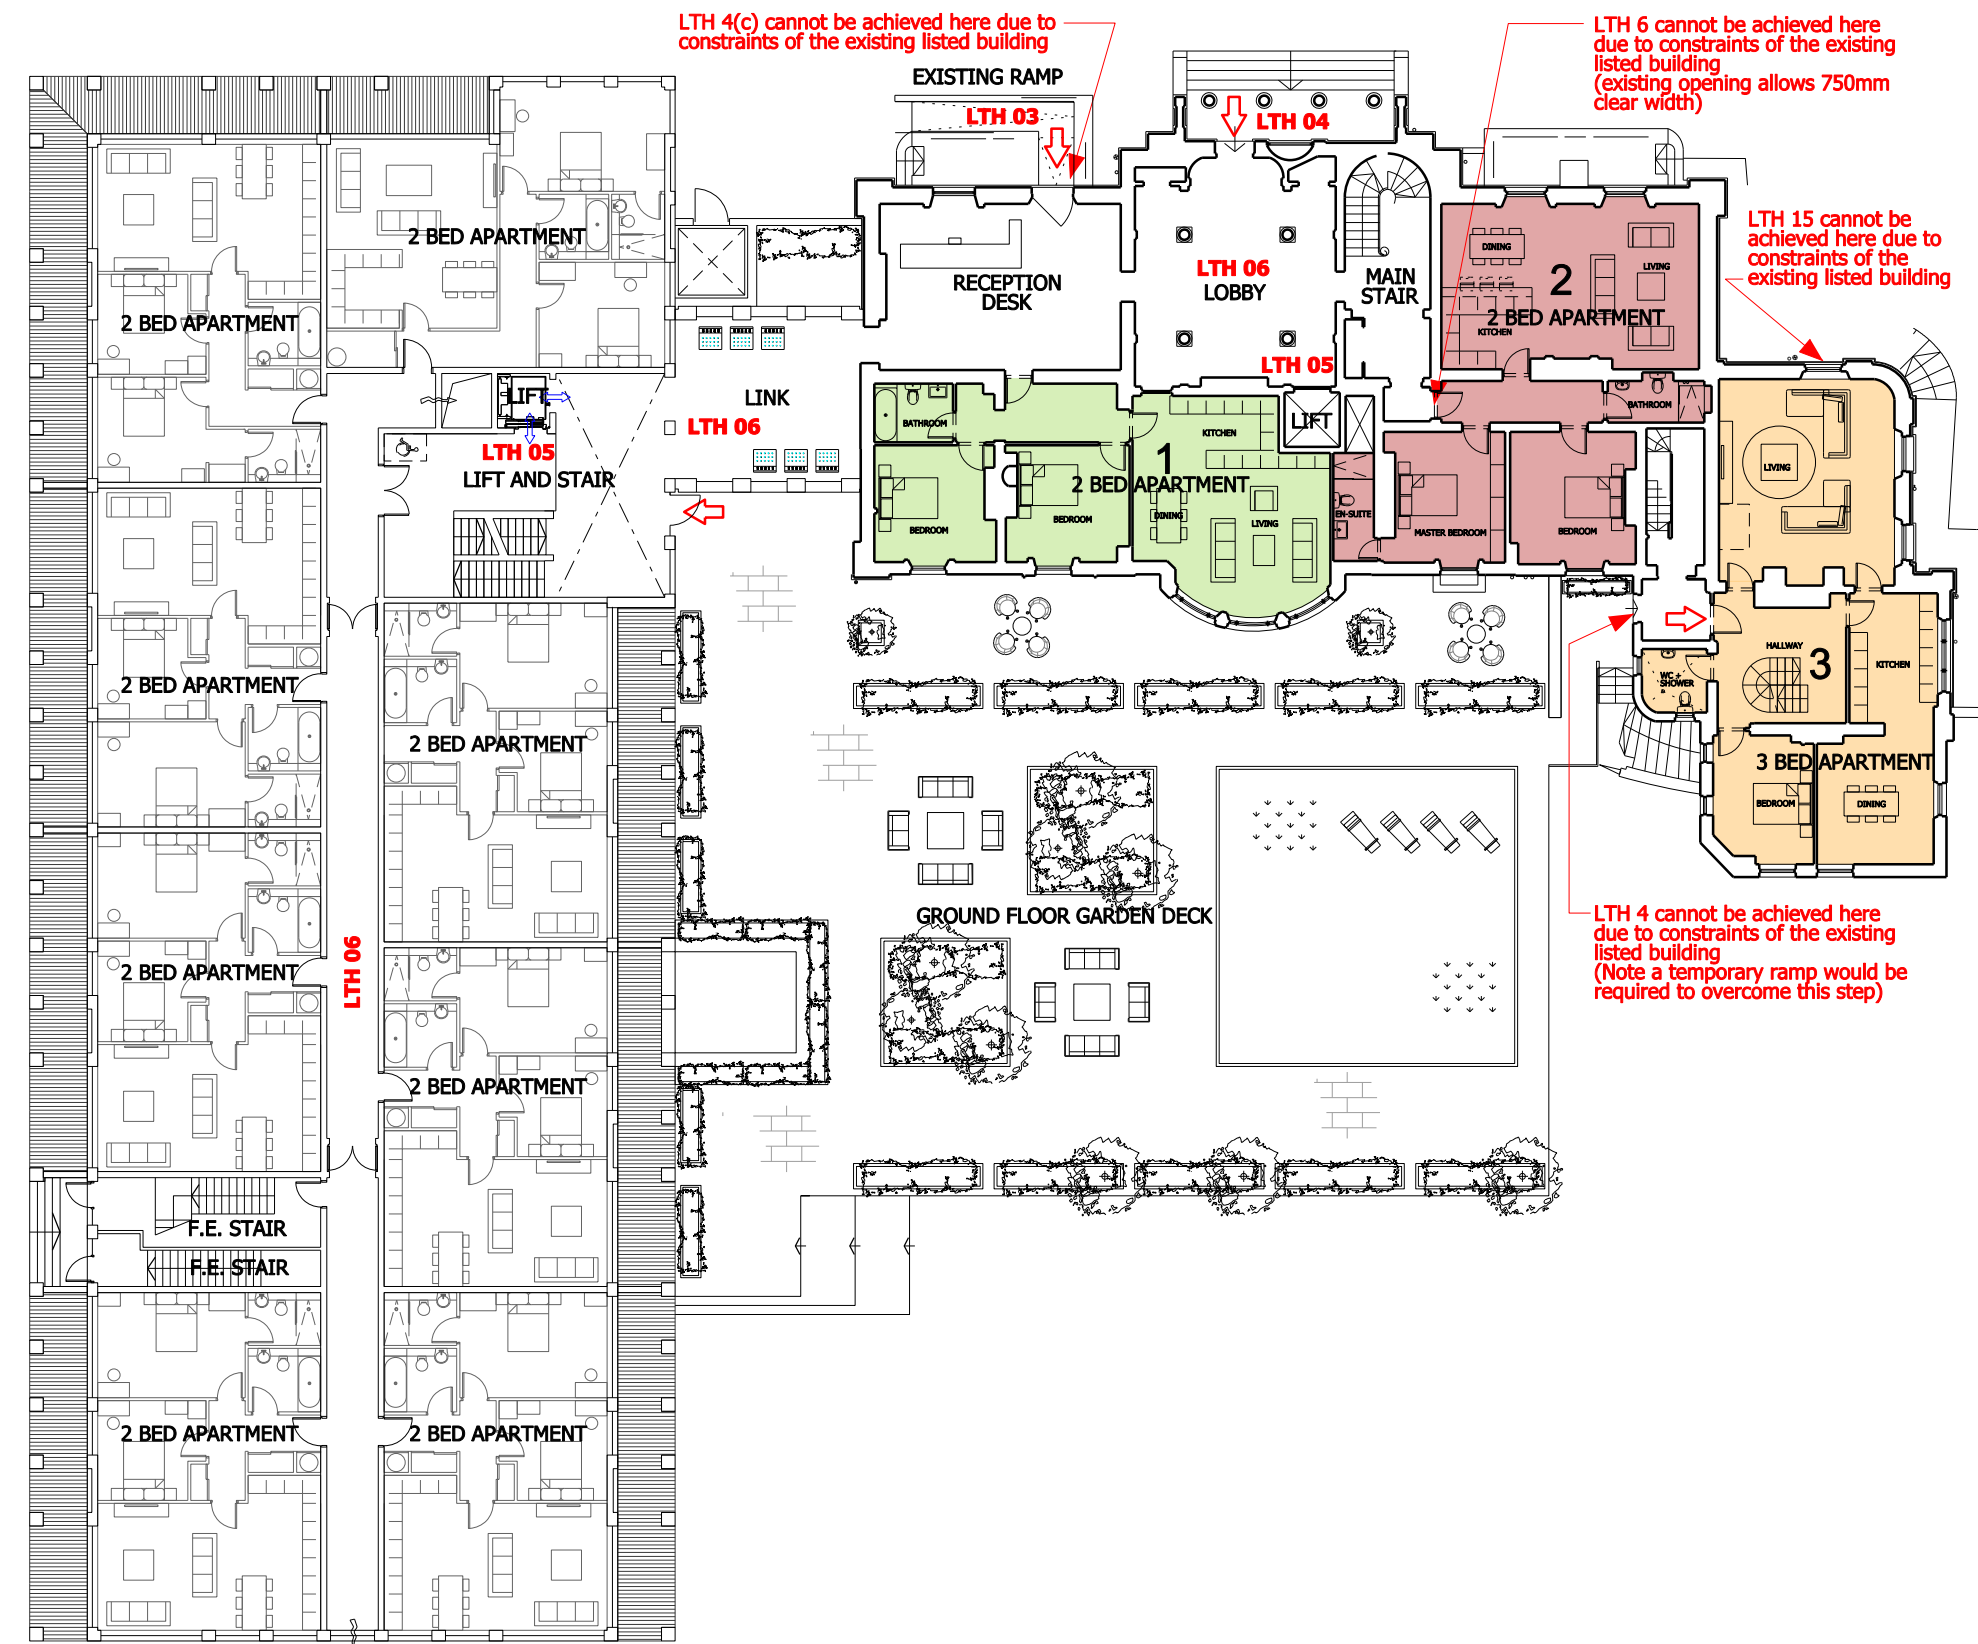 LTH 4(c) cannot be achieved here due to
constraints of the existing listed building
LTH 6 cannot be achieved here
due to constraints of the existing
listed building
(existing opening allows 750mm
clear width)
EXISTING RAMP
LTH 03
LTH 04
LTH 15 cannot be
achieved here due to
constraints of the
existing listed building
2 BED APARTMENT
2 BED APARTMENT
RECEPTION
DESK
LTH 06
LOBBY
MAIN
STAIR
DINING
2
LIVING
2 BED APARTMENT
KITCHEN
LTH 05
LIFT
LINK
LTH 06
LTH 05
LIFT AND STAIR
BATHROOM
KITCHEN
LIFT
BATHROOM
1
2 BED APARTMENT
BEDROOM
BEDROOM
DINING
LIVING
EN-SUITE
MASTER BEDROOM
BEDROOM
LIVING
HALLWAY
3
KITCHEN
WC +
SHOWER
3 BED APARTMENT
BEDROOM
DINING
2 BED APARTMENT
2 BED APARTMENT
GROUND FLOOR GARDEN DECK
LTH 4 cannot be achieved here
due to constraints of the existing
listed building
(Note a temporary ramp would be
required to overcome this step)
2 BED APARTMENT
LTH 06
2 BED APARTMENT
F.E. STAIR
F.E. STAIR
2 BED APARTMENT
2 BED APARTMENT